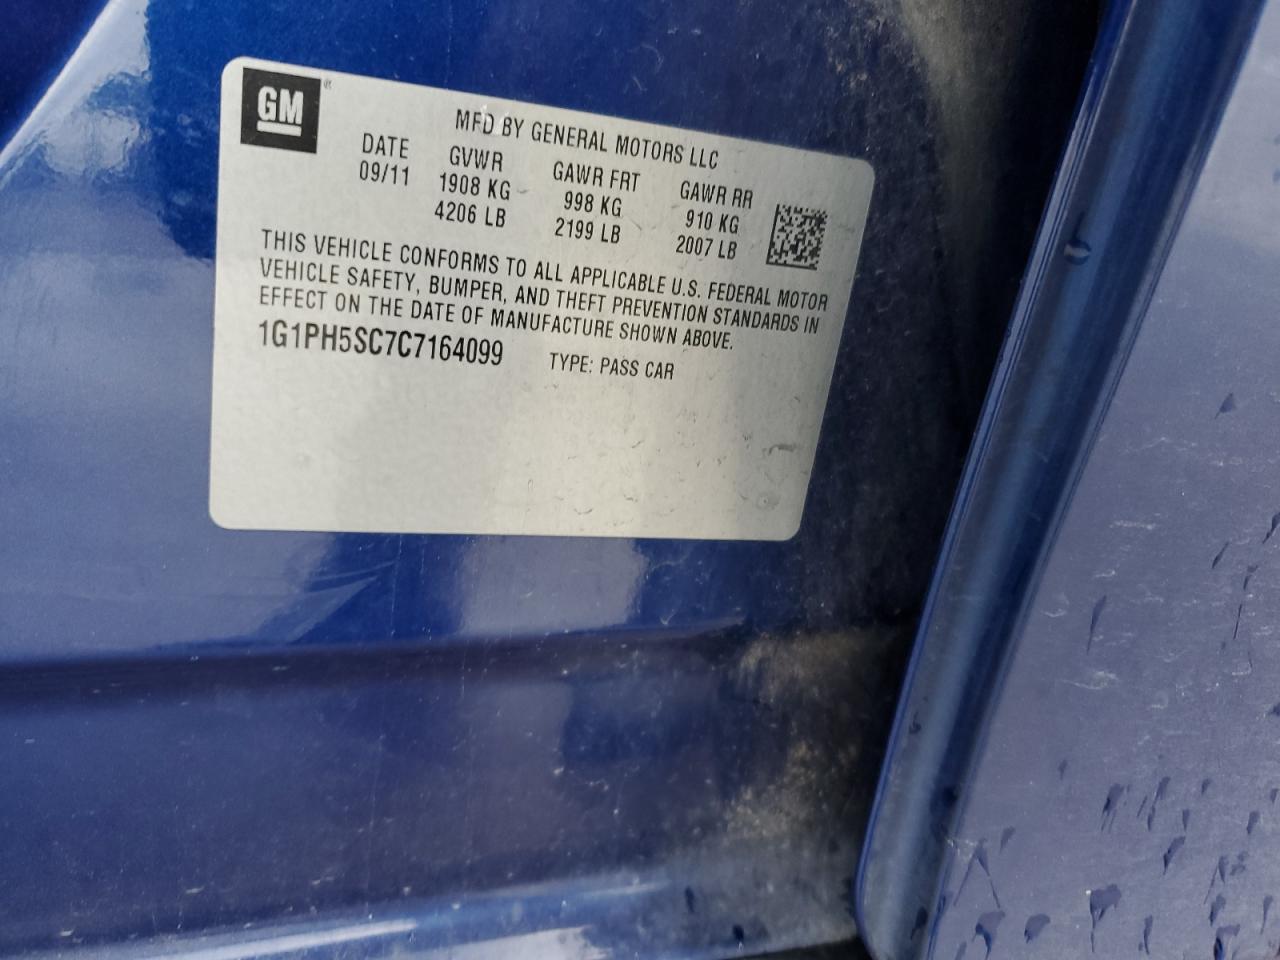 GM®
MFD BY GENERAL MOTORS LLC
DATE GVWR GAWR FRT GAWR RR
09/11 1908 KG 998 KG 910 KG
4206 LB 2199 LB 2007 LB
THIS VEHICLE CONFORMS TO ALL APPLICABLE U.S. FEDERAL MOTOR
VEHICLE SAFETY, BUMPER, AND THEFT PREVENTION STANDARDS IN
EFFECT ON THE DATE OF MANUFACTURE SHOWN ABOVE.
1G1PH5SC7C7164099 TYPE: PASS CAR